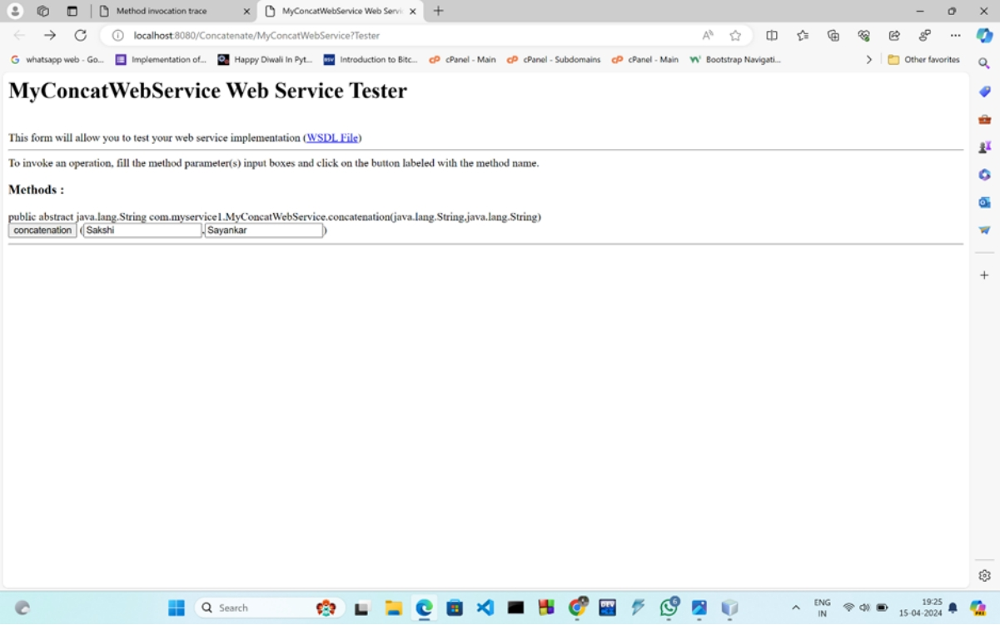 Method invocation trace
MyConcatWebService Web Servi
localhost:8080/Concatenate/MyConcatWebService?Tester
whatsapp web - Go...
Implementation of...
Happy Diwali In Pyt...
Introduction to Bitc...
cPanel - Main
cPanel - Subdomains
cPanel - Main
Bootstrap Navigati...
Other favorites
MyConcatWebService Web Service Tester
This form will allow you to test your web service implementation (WSDL File)
To invoke an operation, fill the method parameter(s) input boxes and click on the button labeled with the method name.
Methods :
public abstract java.lang.String com.myservice1.MyConcatWebService.concatenation(java.lang.String,java.lang.String)
concatenation (Sakshi ,Sayankar )
Search
ENG
IN
19:25
15-04-2024